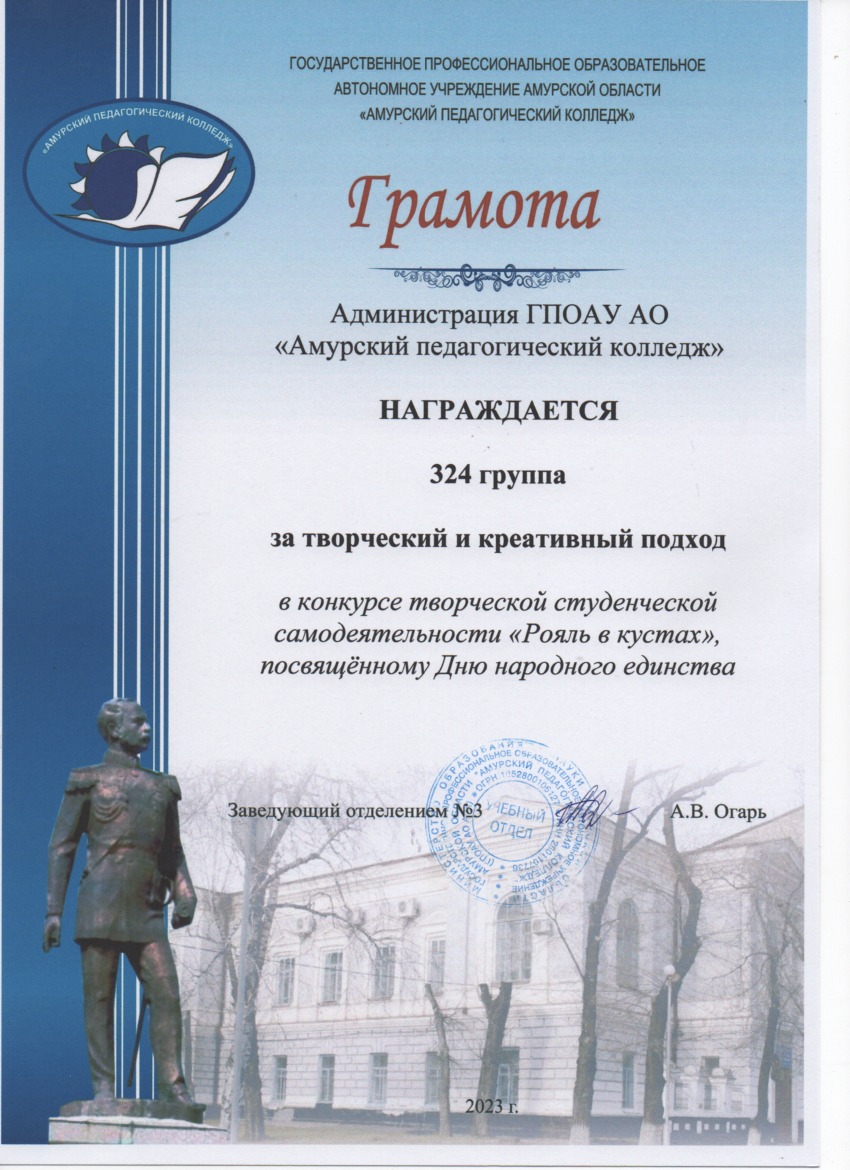 ГОСУДАРСТВЕННОЕ ПРОФЕССИОНАЛЬНОЕ ОБРАЗОВАТЕЛЬНОЕ
АВТОНОМНОЕ УЧРЕЖДЕНИЕ АМУРСКОЙ ОБЛАСТИ
«АМУРСКИЙ ПЕДАГОГИЧЕСКИЙ КОЛЛЕДЖ»
«АМУРСКИЙ ПЕДАГОГИЧЕСКИЙ КОЛЛЕДЖ»
Грамота
Администрация ГПОАУ АО
«Амурский педагогический колледж»
НАГРАЖДАЕТСЯ
324 группа
за творческий и креативный подход
в конкурсе творческой студенческой
самодеятельности «Рояль в кустах»,
посвящённому Дню народного единства
Заведующий отделением №3
А.В. Огарь
УЧЕБНЫЙ
ОТДЕЛ
2023 г.